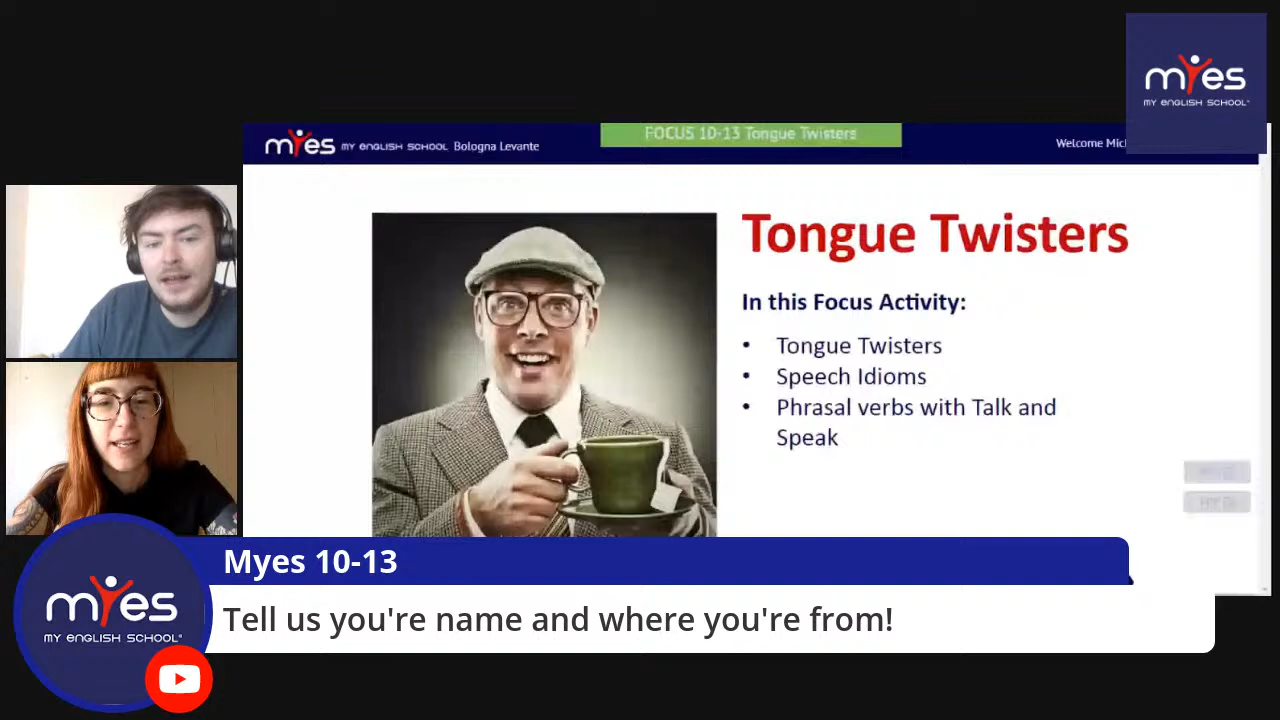 myes
MY ENGLISH SCHOOL
myes MY ENGLISH SCHOOL Bologna Levante
FOCUS 10-13 Tongue Twisters
Welcome Mic
Tongue Twisters
In this Focus Activity:
• Tongue Twisters
• Speech Idioms
• Phrasal verbs with Talk and
Speak
Myes 10-13
Tell us you're name and where you're from!
myes
MY ENGLISH SCHOOL